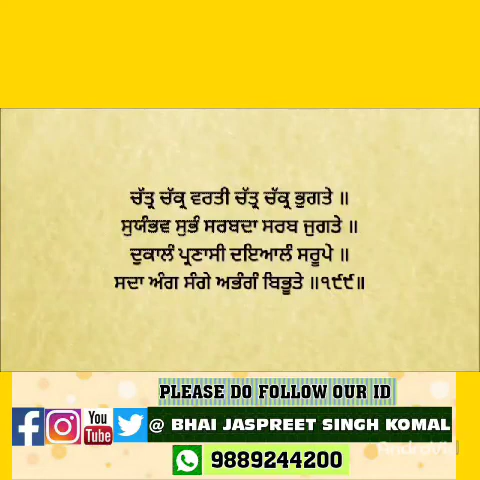 ਚੱਤ੍ਰ ਚੱਕ੍ਰ ਵਰਤੀ ਚੱਤ੍ਰ ਚੱਕ੍ਰ ਭੁਗਤੇ ॥
ਸੁਯੰਭਵ ਸੁਭੰ ਸਰਬਦਾ ਸਰਬ ਜੁਗਤੇ ॥
ਦੁਕਾਲੰ ਪ੍ਰਣਾਸੀ ਦਇਆਲੰ ਸਰੂਪੇ ॥
ਸਦਾ ਅੰਗ ਸੰਗੇ ਅਭੰਗੰ ਬਿਭੂਤੇ ॥੧੯੯॥
PLEASE DO FOLLOW OUR ID
You Tube @ BHAI JASPREET SINGH KOMAL
9889244200